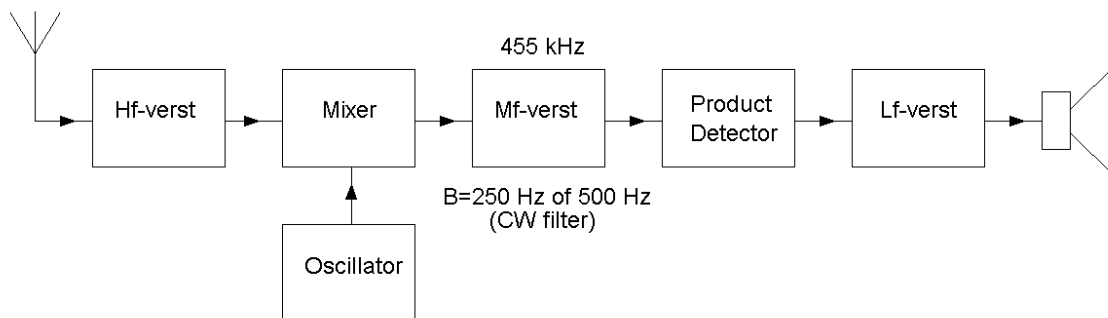 455 kHz
Hf-verst
Mixer
Mf-verst
Product
Detector
Lf-verst
B=250 Hz of 500 Hz
(CW filter)
Oscillator